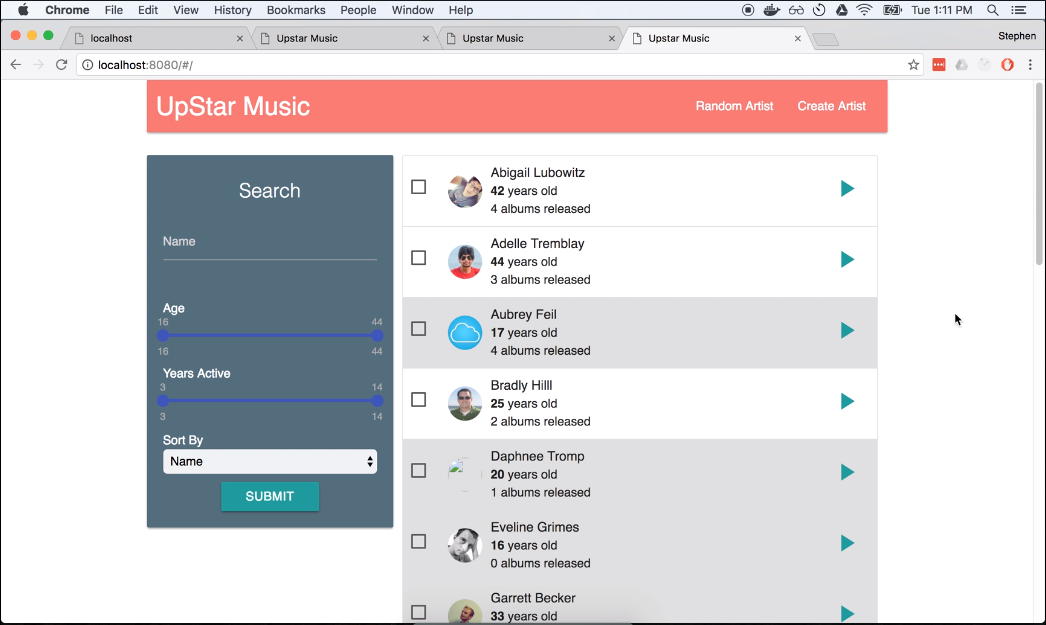 Chrome File Edit View History Bookmarks People Window Help Tue 1:11 PM
localhost Upstar Music Upstar Music Upstar Music Stephen
localhost:8080/#/
UpStar Music Random Artist Create Artist
Search
Name
Age
16 44
16 44
Years Active
3 14
3 14
Sort By
Name
SUBMIT
Abigail Lubowitz
42 years old
4 albums released
Adelle Tremblay
44 years old
3 albums released
Aubrey Feil
17 years old
4 albums released
Bradly Hilll
25 years old
2 albums released
Daphnee Tromp
20 years old
1 albums released
Eveline Grimes
16 years old
0 albums released
Garrett Becker
33 years old